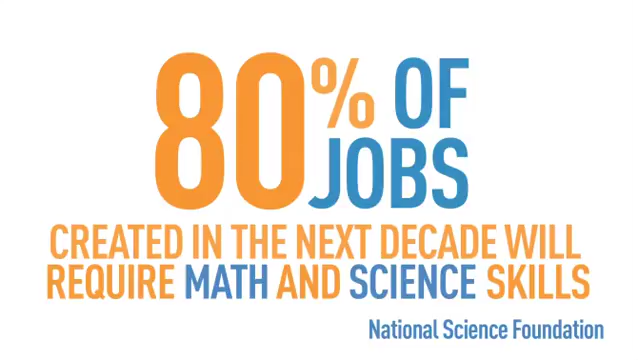 80% OF
JOBS
CREATED IN THE NEXT DECADE WILL
REQUIRE MATH AND SCIENCE SKILLS
National Science Foundation